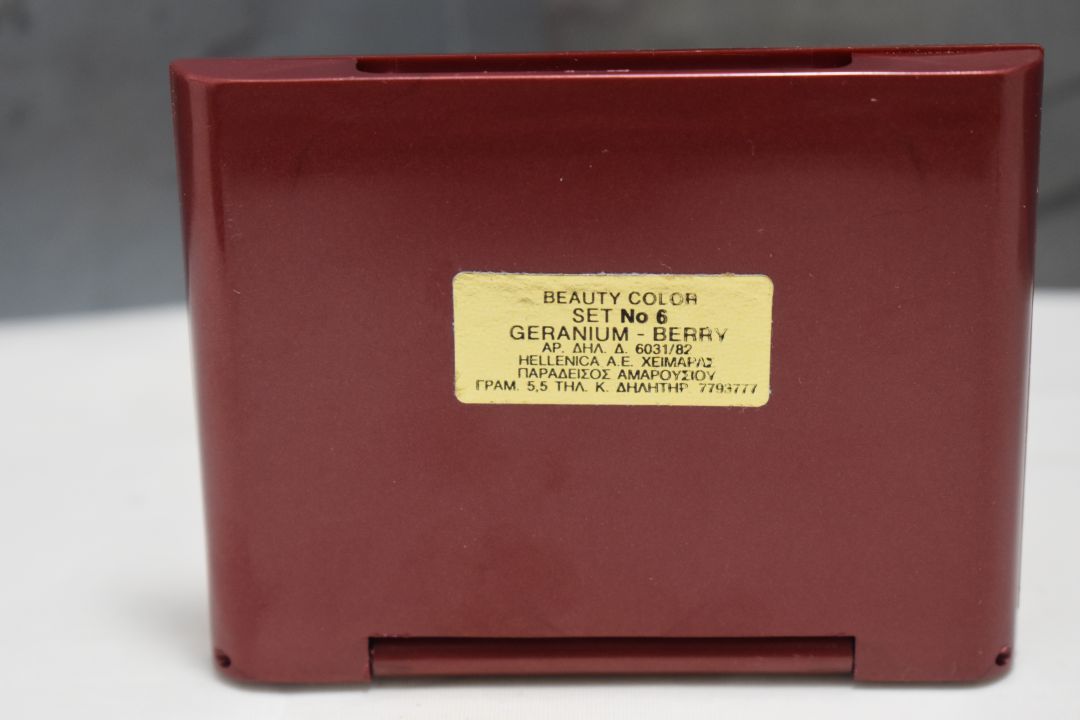 BEAUTY COLOR
SET No 6
GERANIUM - BERRY
ΑΡ. ΔΗΛ. Δ. 6031/82
HELLENICA A.E. ΧΕΙΜΑΡΑΣ
ΠΑΡΑΔΕΙΣΟΣ ΑΜΑΡΟΥΣΙΟΥ
ΓΡΑΜ. 5,5 ΤΗΛ. Κ. ΔΗΛΗΤΗΡ. 7793777